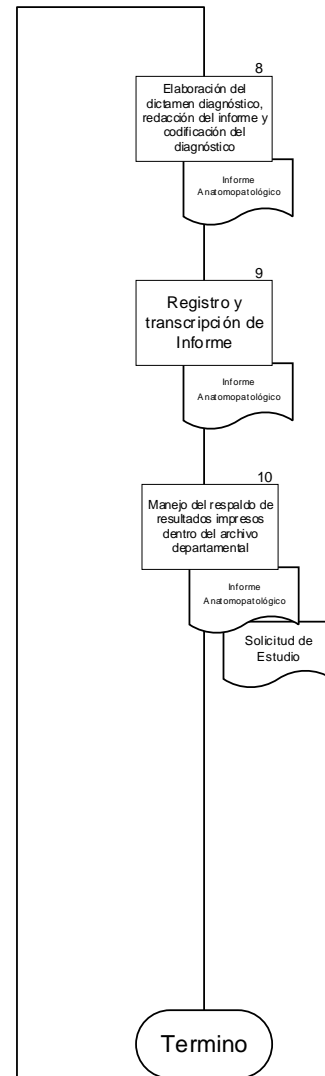 8
Elaboración del
dictamen diagnóstico,
redacción del informe y
codificación del
diagnóstico
Informe
Anatomopatológico
9
Registro y
transcripción de
Informe
Informe
Anatomopatológico
10
Manejo del respaldo de
resultados impresos
dentro del archivo
departamental
Informe
Anatomopatológico
Solicitud de
Estudio
Termino